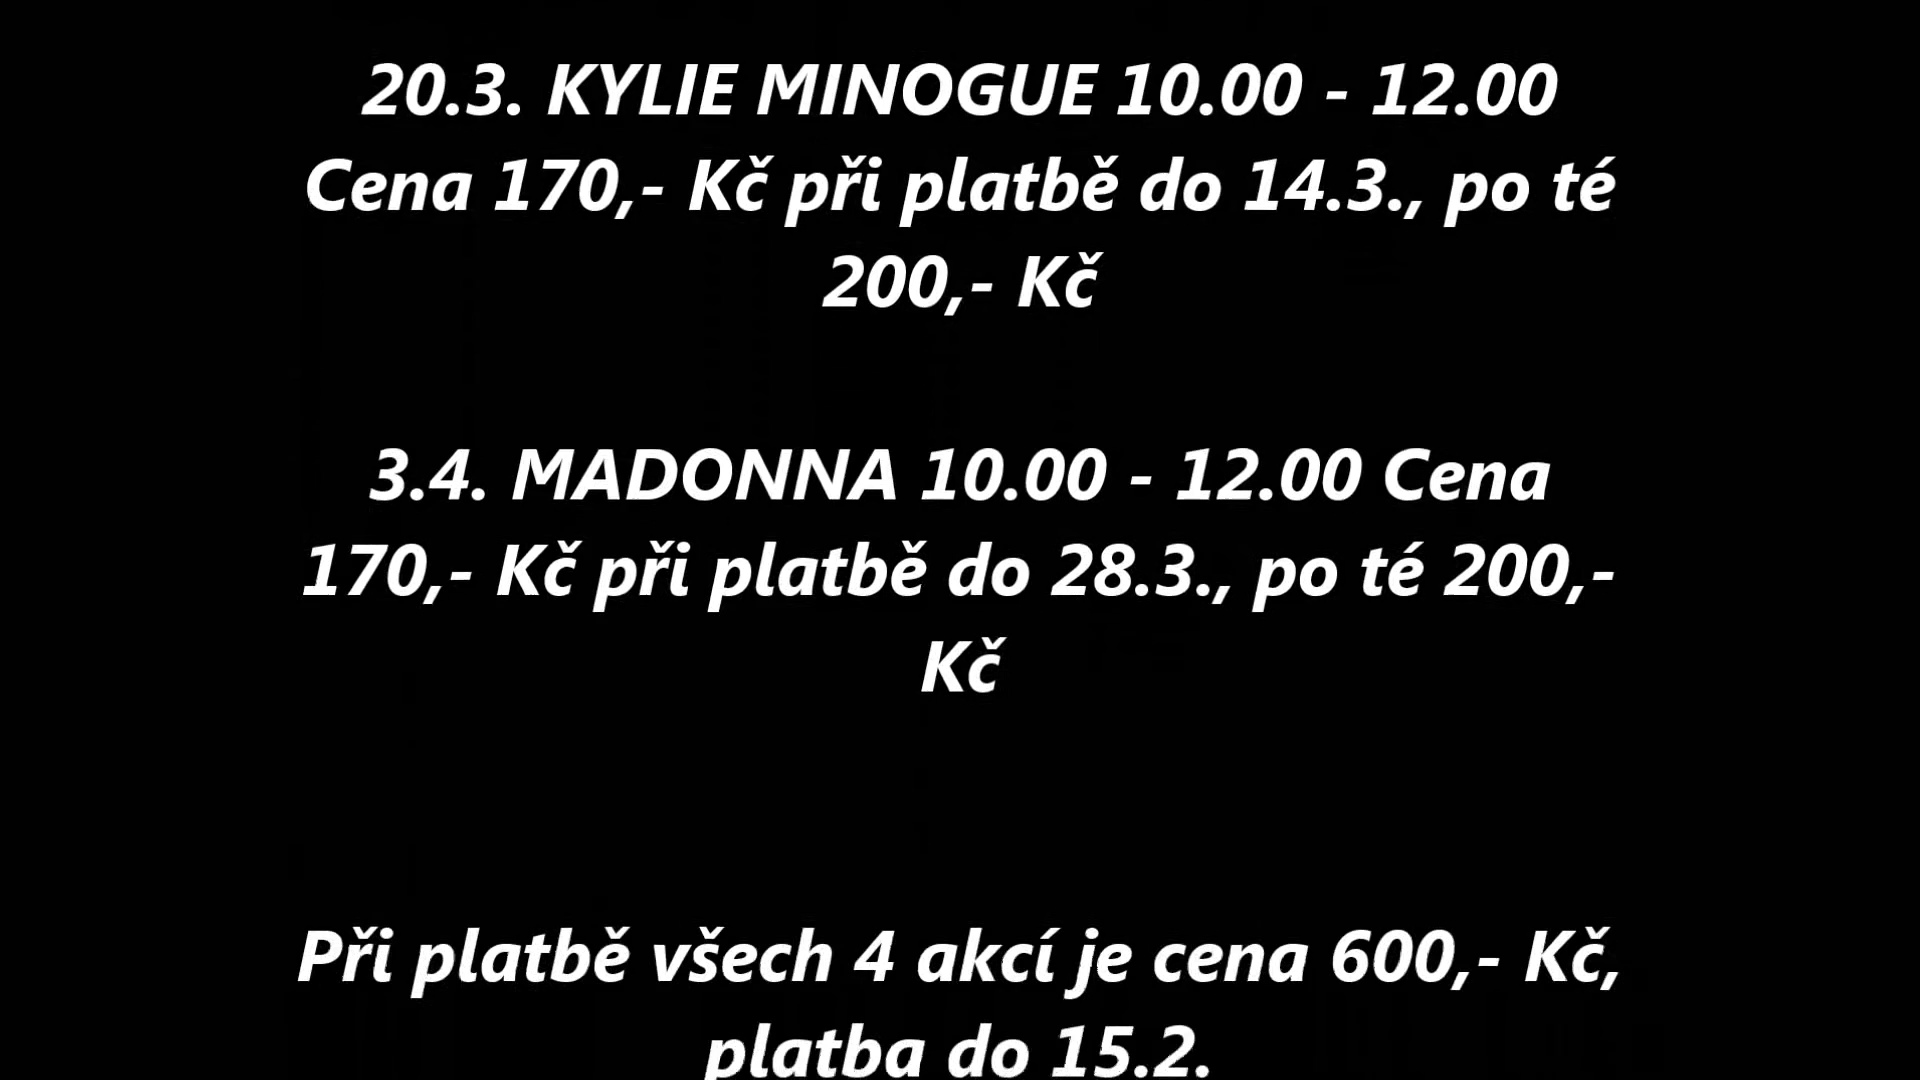 20.3. KYLIE MINOGUE 10.00 - 12.00
Cena 170,- Kč při platbě do 14.3., po té
200,- Kč
3.4. MADONNA 10.00 - 12.00 Cena
170,- Kč při platbě do 28.3., po té 200,-
Kč
Při platbě všech 4 akcí je cena 600,- Kč,
platba do 15.2.